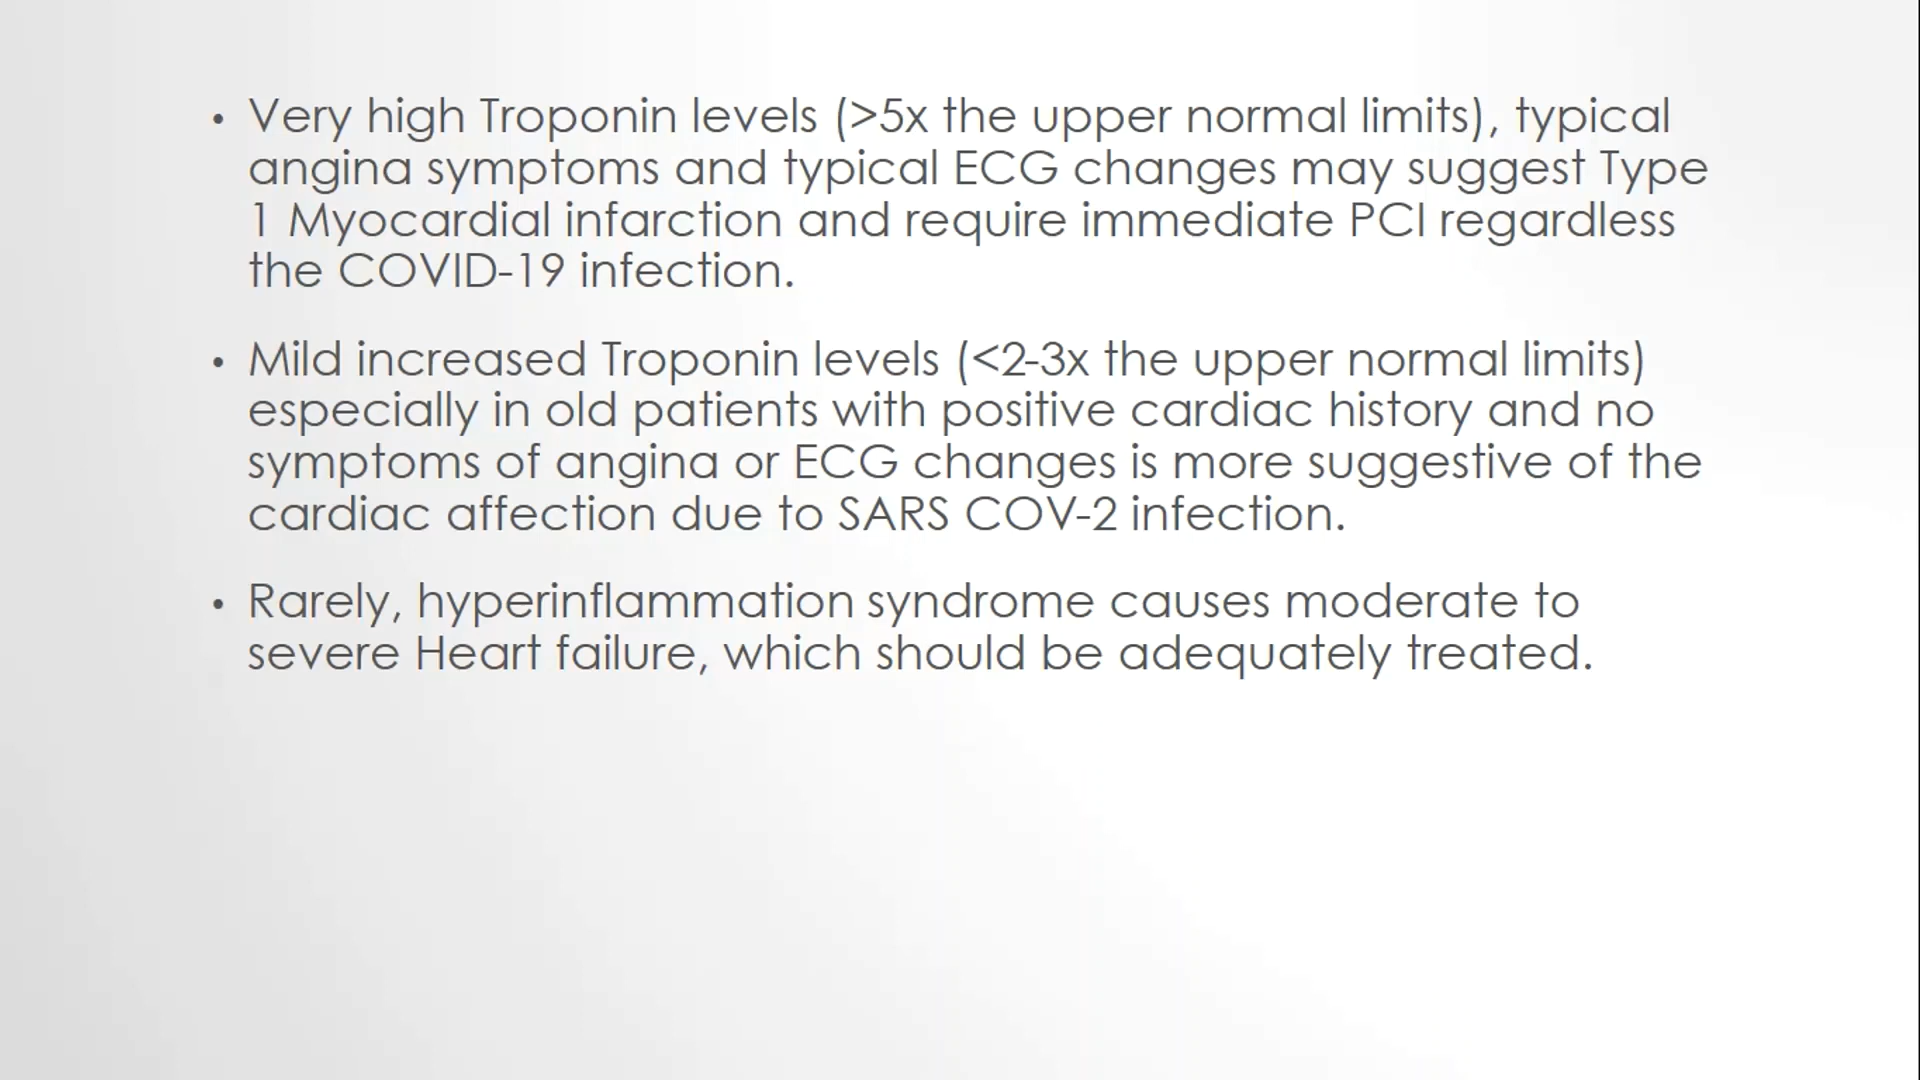 • Very high Troponin levels (>5x the upper normal limits), typical
angina symptoms and typical ECG changes may suggest Type
1 Myocardial infarction and require immediate PCI regardless
the COVID-19 infection.
• Mild increased Troponin levels (<2-3x the upper normal limits)
especially in old patients with positive cardiac history and no
symptoms of angina or ECG changes is more suggestive of the
cardiac affection due to SARS COV-2 infection.
• Rarely, hyperinflammation syndrome causes moderate to
severe Heart failure, which should be adequately treated.